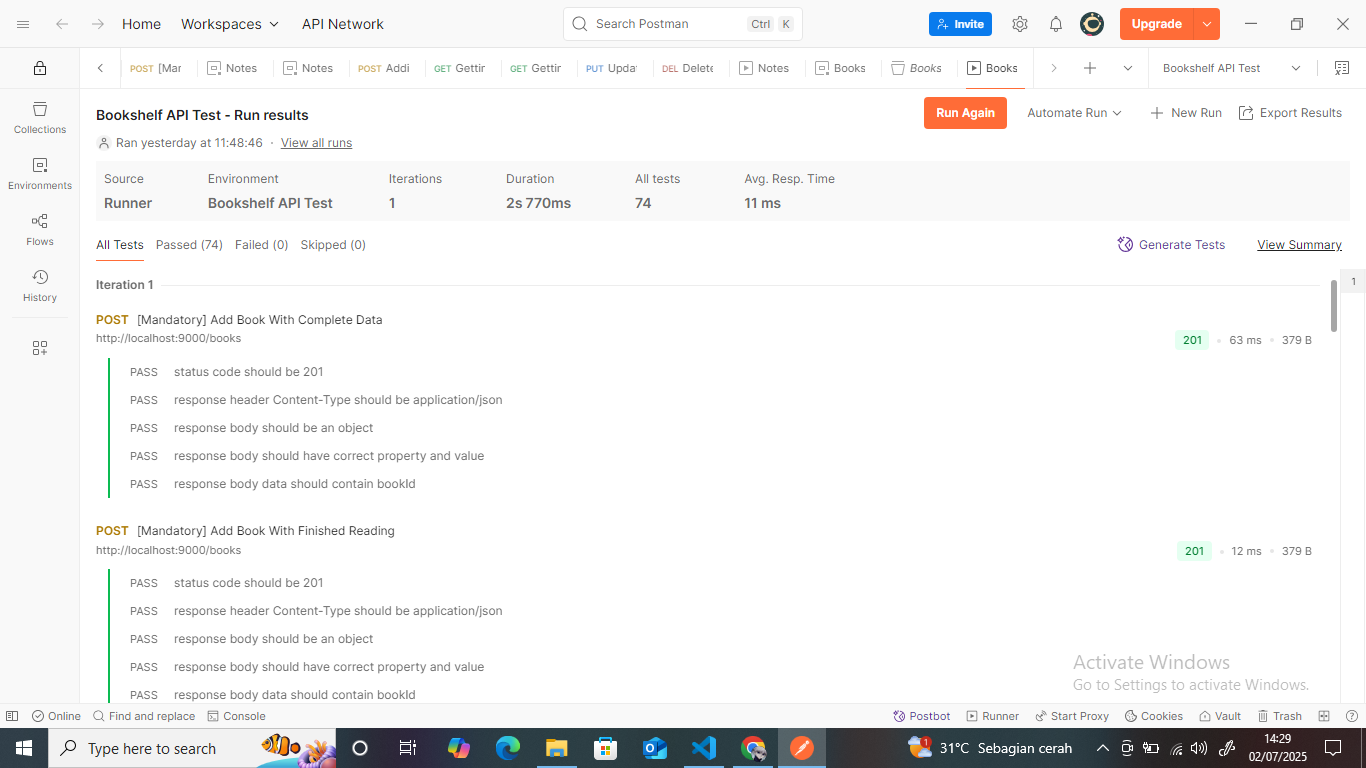 Home Workspaces API Network Search Postman Ctrl K Invite Upgrade
POST [Mar Notes Notes POST Addi GET Gettir GET Gettir PUT Updat DEL Delete Notes Books Books Books Bookshelf API Test
Collections
Environments
Flows
History
Bookshelf API Test - Run results Run Again Automate Run New Run Export Results
Ran yesterday at 11:48:46 · View all runs
Source Environment Iterations Duration All tests Avg. Resp. Time
Runner Bookshelf API Test 1 2s 770ms 74 11 ms
All Tests Passed (74) Failed (0) Skipped (0) Generate Tests View Summary
Iteration 1 1
POST [Mandatory] Add Book With Complete Data
http://localhost:9000/books 201 63 ms 379 B
PASS status code should be 201
PASS response header Content-Type should be application/json
PASS response body should be an object
PASS response body should have correct property and value
PASS response body data should contain bookId
POST [Mandatory] Add Book With Finished Reading
http://localhost:9000/books 201 12 ms 379 B
PASS status code should be 201
PASS response header Content-Type should be application/json
PASS response body should be an object
PASS response body should have correct property and value
PASS response body data should contain bookId
Activate Windows
Go to Settings to activate Windows.
Online Find and replace Console Postbot Runner Start Proxy Cookies Vault Trash
Type here to search 1 31°C Sebagian cerah 14:29
02/07/2025